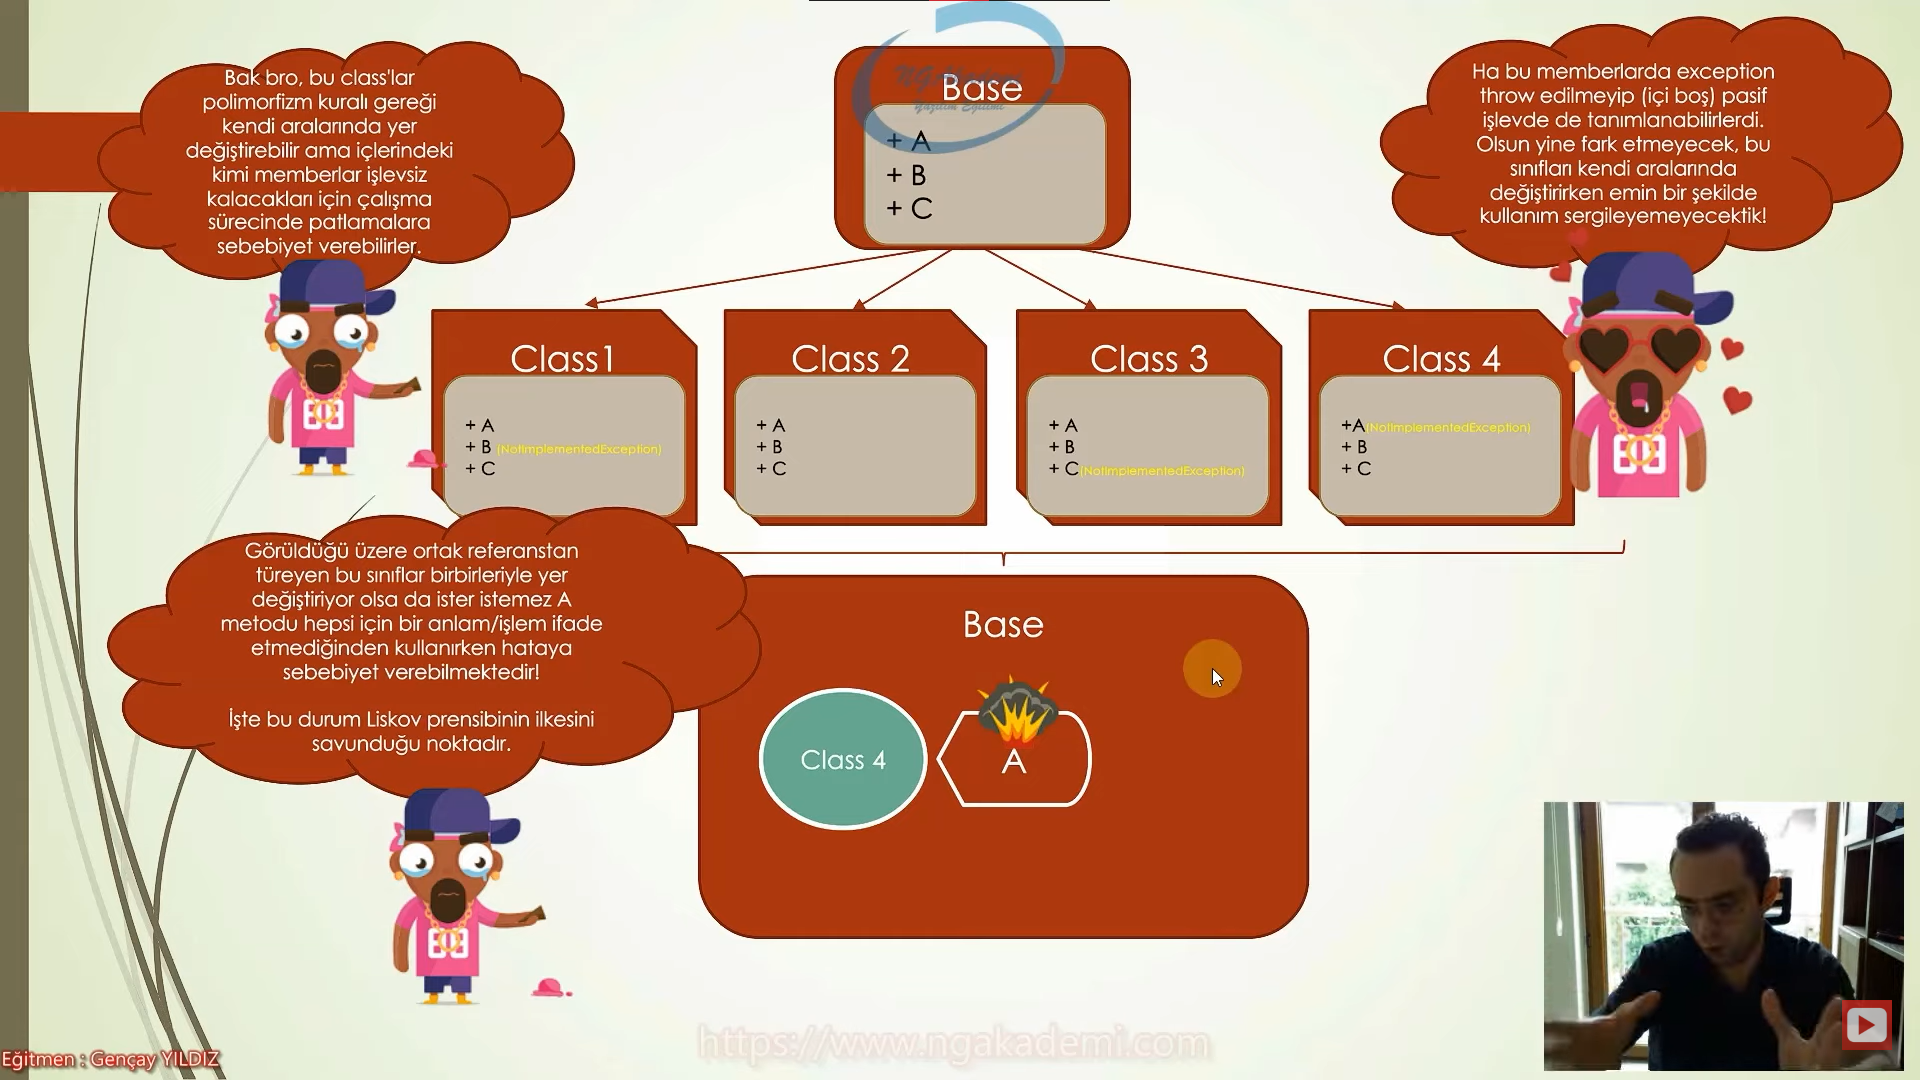 Bak bro, bu class'lar
polimorfizm kuralı gereği
kendi aralarında yer
değiştirebilir ama içlerindeki
kimi memberlar işlevsiz
kalacakları için çalışma
sürecinde patlamalara
sebebiyet verebilirler.
NG Akademi
Yazılım Eğitimi
Base
+ A
+ B
+ C
Ha bu memberlarda exception
throw edilmeyip (içi boş) pasif
işlevde de tanımlanabilirlerdi.
Olsun yine fark etmeyecek, bu
sınıfları kendi aralarında
değiştirirken emin bir şekilde
kullanım sergileyemeyecektik!
Class1
+ A
+ B (NotImplementedException)
+ C
Class 2
+ A
+ B
+ C
Class 3
+ A
+ B
+ C(NotImplementedException)
Class 4
+A(NotImplementedException)
+ B
+ C
Görüldüğü üzere ortak referanstan
türeyen bu sınıflar birbirleriyle yer
değiştiriyor olsa da ister istemez A
metodu hepsi için bir anlam/işlem ifade
etmediğinden kullanırken hataya
sebebiyet verebilmektedir!
İşte bu durum Liskov prensibinin ilkesini
savunduğu noktadır.
Base
Class 4
A
https://www.ngakademi.com
Eğitmen : Gençay YILDIZ